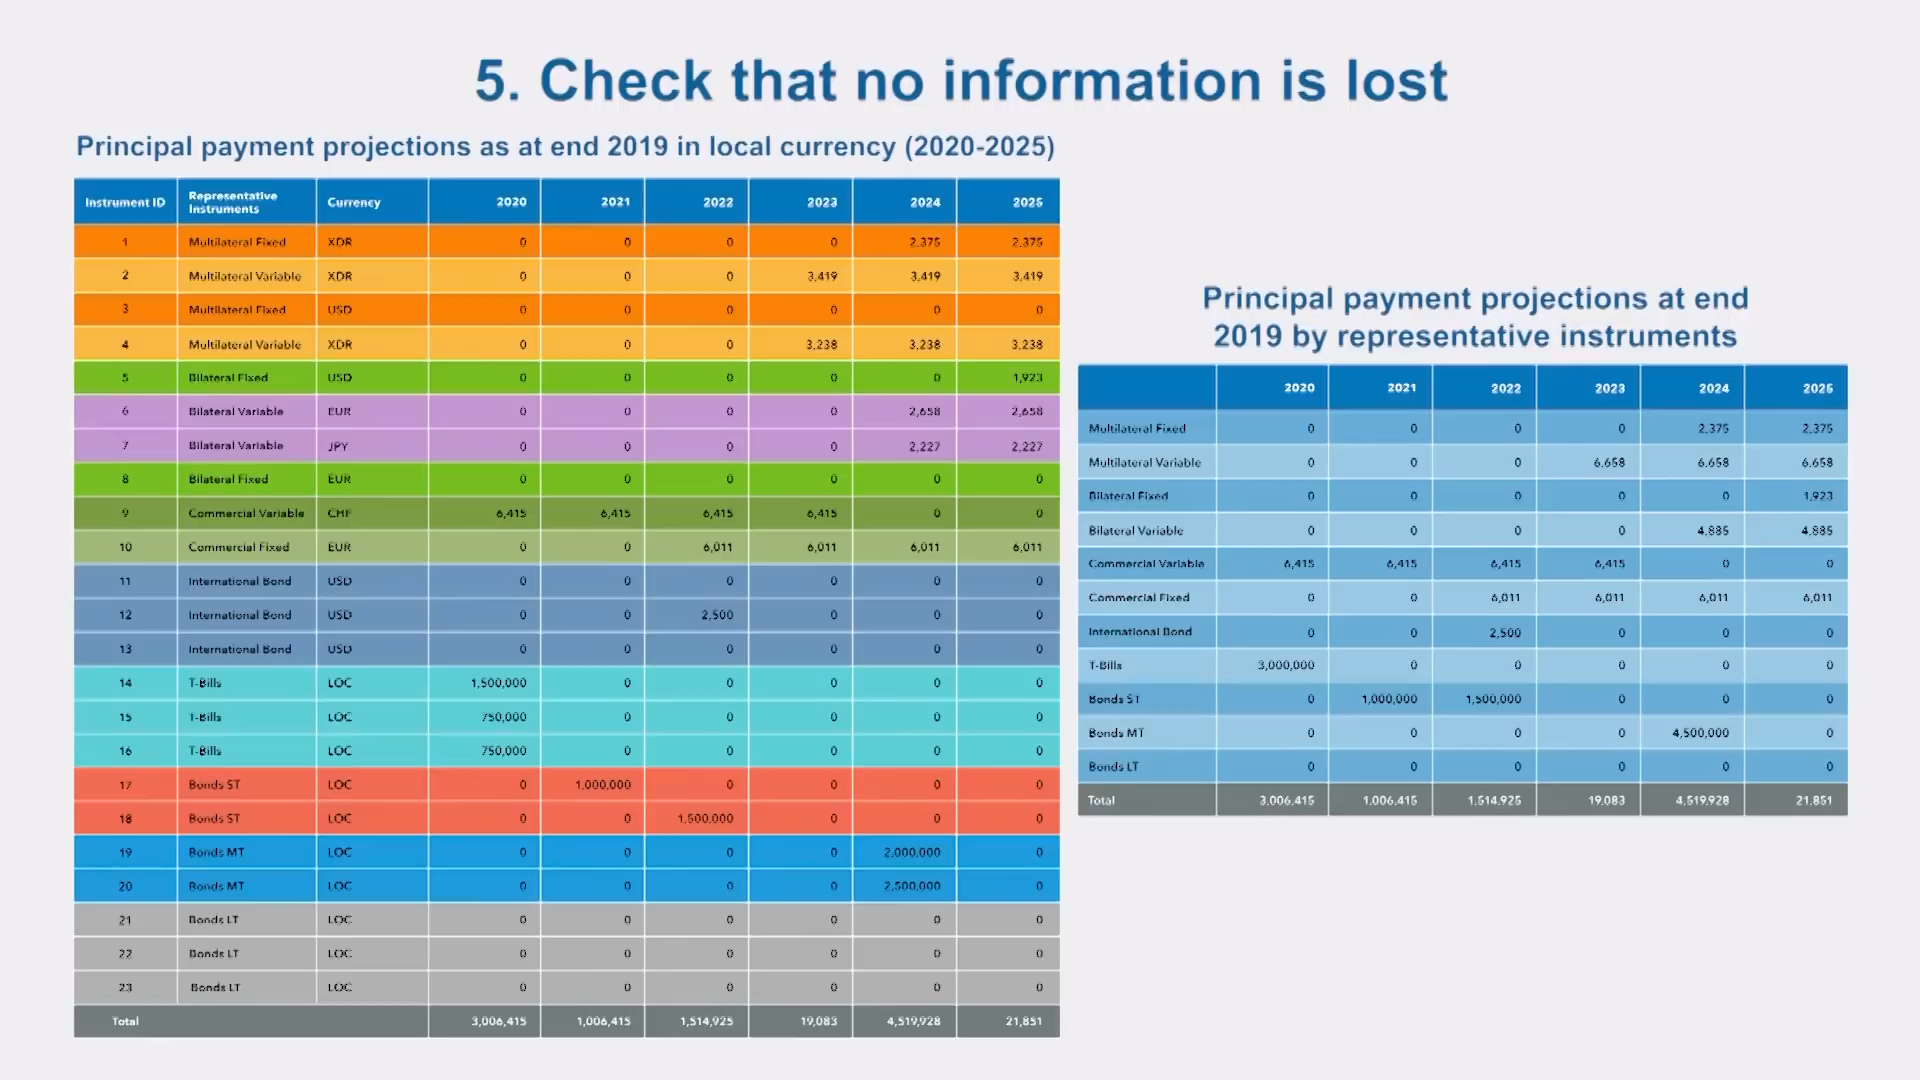 5. Check that no information is lost
Principal payment projections as at end 2019 in local currency (2020-2025)
Instrument ID Representative Instruments Currency 2020 2021 2022 2023 2024 2025
1 Multilateral Fixed XDR 0 0 0 0 2,375 2,375
2 Multilateral Variable XDR 0 0 0 3,419 3,419 3,419
3 Multilateral Fixed USD 0 0 0 0 0 0
4 Multilateral Variable XDR 0 0 0 3,238 3,238 3,238
5 Bilateral Fixed USD 0 0 0 0 0 1,923
6 Bilateral Variable EUR 0 0 0 0 2,658 2,658
7 Bilateral Variable JPY 0 0 0 0 2,227 2,227
8 Bilateral Fixed EUR 0 0 0 0 0 0
9 Commercial Variable CHF 6,415 6,415 6,415 6,415 0 0
10 Commercial Fixed EUR 0 0 6,011 6,011 6,011 6,011
11 International Bond USD 0 0 0 0 0 0
12 International Bond USD 0 0 2,500 0 0 0
13 International Bond USD 0 0 0 0 0 0
14 T-Bills LOC 1,500,000 0 0 0 0 0
15 T-Bills LOC 750,000 0 0 0 0 0
16 T-Bills LOC 750,000 0 0 0 0 0
17 Bonds ST LOC 0 1,000,000 0 0 0 0
18 Bonds ST LOC 0 0 1,500,000 0 0 0
19 Bonds MT LOC 0 0 0 0 2,000,000 0
20 Bonds MT LOC 0 0 0 0 2,500,000 0
21 Bonds LT LOC 0 0 0 0 0 0
22 Bonds LT LOC 0 0 0 0 0 0
23 Bonds LT LOC 0 0 0 0 0 0
Total 3,006,415 1,006,415 1,514,925 19,083 4,519,928 21,851
Principal payment projections at end
2019 by representative instruments
2020 2021 2022 2023 2024 2025
Multilateral Fixed 0 0 0 0 2,375 2,375
Multilateral Variable 0 0 0 6,658 6,658 6,658
Bilateral Fixed 0 0 0 0 0 1,923
Bilateral Variable 0 0 0 0 4,885 4,885
Commercial Variable 6,415 6,415 6,415 6,415 0 0
Commercial Fixed 0 0 6,011 6,011 6,011 6,011
International Bond 0 0 2,500 0 0 0
T-Bills 3,000,000 0 0 0 0 0
Bonds ST 0 1,000,000 1,500,000 0 0 0
Bonds MT 0 0 0 0 4,500,000 0
Bonds LT 0 0 0 0 0 0
Total 3,006,415 1,006,415 1,514,925 19,083 4,519,928 21,851